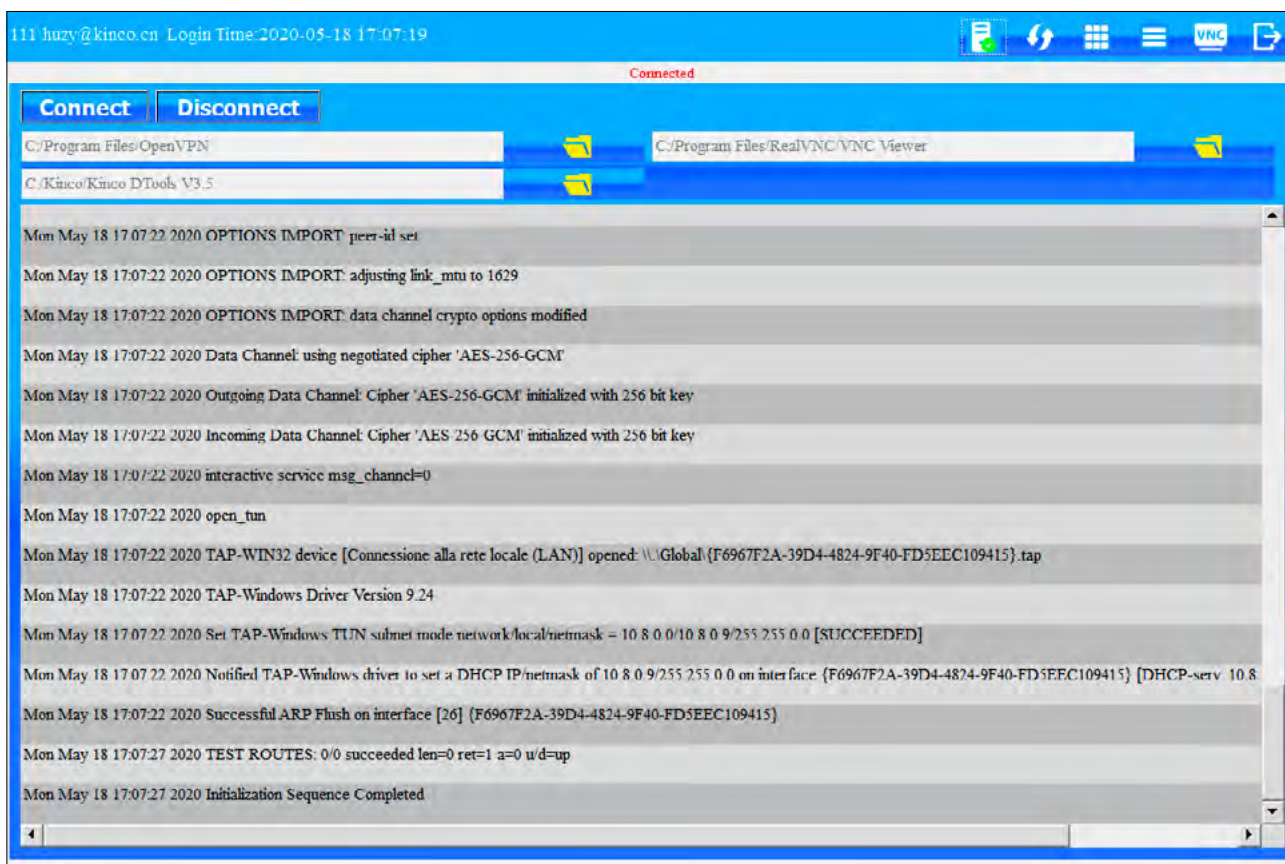 111 huzy@kinco.cn Login Time:2020-05-18 17:07:19
VNC
Connected
Connect Disconnect
C:/Program Files/OpenVPN C:/Program Files/RealVNC/VNC Viewer
C:/Kinco/Kinco DTools V3.5
Mon May 18 17:07:22 2020 OPTIONS IMPORT: peer-id set
Mon May 18 17:07:22 2020 OPTIONS IMPORT: adjusting link_mtu to 1629
Mon May 18 17:07:22 2020 OPTIONS IMPORT: data channel crypto options modified
Mon May 18 17:07:22 2020 Data Channel: using negotiated cipher 'AES-256-GCM'
Mon May 18 17:07:22 2020 Outgoing Data Channel: Cipher 'AES-256-GCM' initialized with 256 bit key
Mon May 18 17:07:22 2020 Incoming Data Channel: Cipher 'AES-256-GCM' initialized with 256 bit key
Mon May 18 17:07:22 2020 interactive service msg_channel=0
Mon May 18 17:07:22 2020 open_tun
Mon May 18 17:07:22 2020 TAP-WIN32 device [Connessione alla rete locale (LAN)] opened: \\.\Global\{F6967F2A-39D4-4824-9F40-FD5EEC109415}.tap
Mon May 18 17:07:22 2020 TAP-Windows Driver Version 9.24
Mon May 18 17:07:22 2020 Set TAP-Windows TUN subnet mode network/local/netmask = 10.8.0.0/10.8.0.9/255.255.0.0 [SUCCEEDED]
Mon May 18 17:07:22 2020 Notified TAP-Windows driver to set a DHCP IP/netmask of 10.8.0.9/255.255.0.0 on interface {F6967F2A-39D4-4824-9F40-FD5EEC109415} [DHCP-serv: 10.8
Mon May 18 17:07:22 2020 Successful ARP Flush on interface [26] {F6967F2A-39D4-4824-9F40-FD5EEC109415}
Mon May 18 17:07:27 2020 TEST ROUTES: 0/0 succeeded len=0 ret=1 a=0 u/d=up
Mon May 18 17:07:27 2020 Initialization Sequence Completed